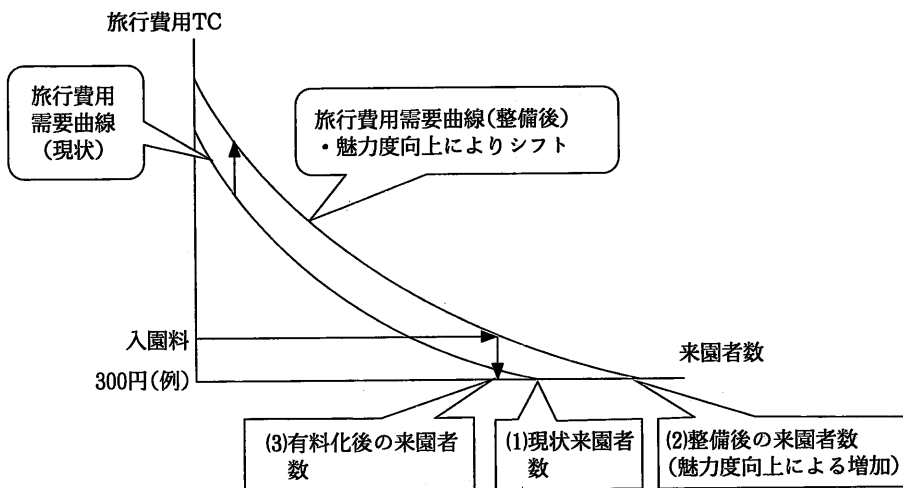 旅行費用TC
旅行費用
需要曲線
(現状)
旅行費用需要曲線(整備後)
・魅力度向上によりシフト
入園料
来園者数
300円(例)
(3)有料化後の来園者
数
(1)現状来園者
数
(2)整備後の来園者数
(魅力度向上による増加)